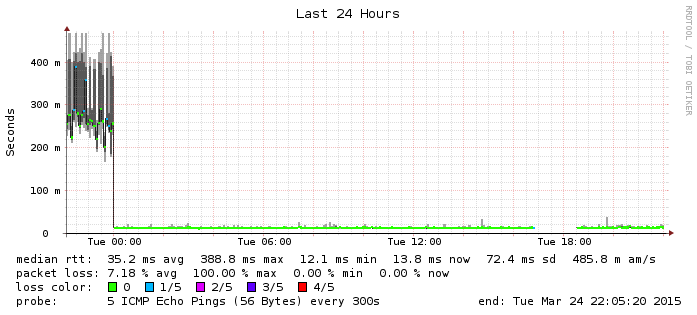 Last 24 Hours
RRDTOOL / TOBI OETIKER
Seconds
400 m
300 m
200 m
100 m
0
Tue 00:00 Tue 06:00 Tue 12:00 Tue 18:00
median rtt: 35.2 ms avg 388.8 ms max 12.1 ms min 13.8 ms now 72.4 ms sd 485.8 m am/s
packet loss: 7.18 % avg 100.00 % max 0.00 % min 0.00 % now
loss color: 0 1/5 2/5 3/5 4/5
probe: 5 ICMP Echo Pings (56 Bytes) every 300s end: Tue Mar 24 22:05:20 2015